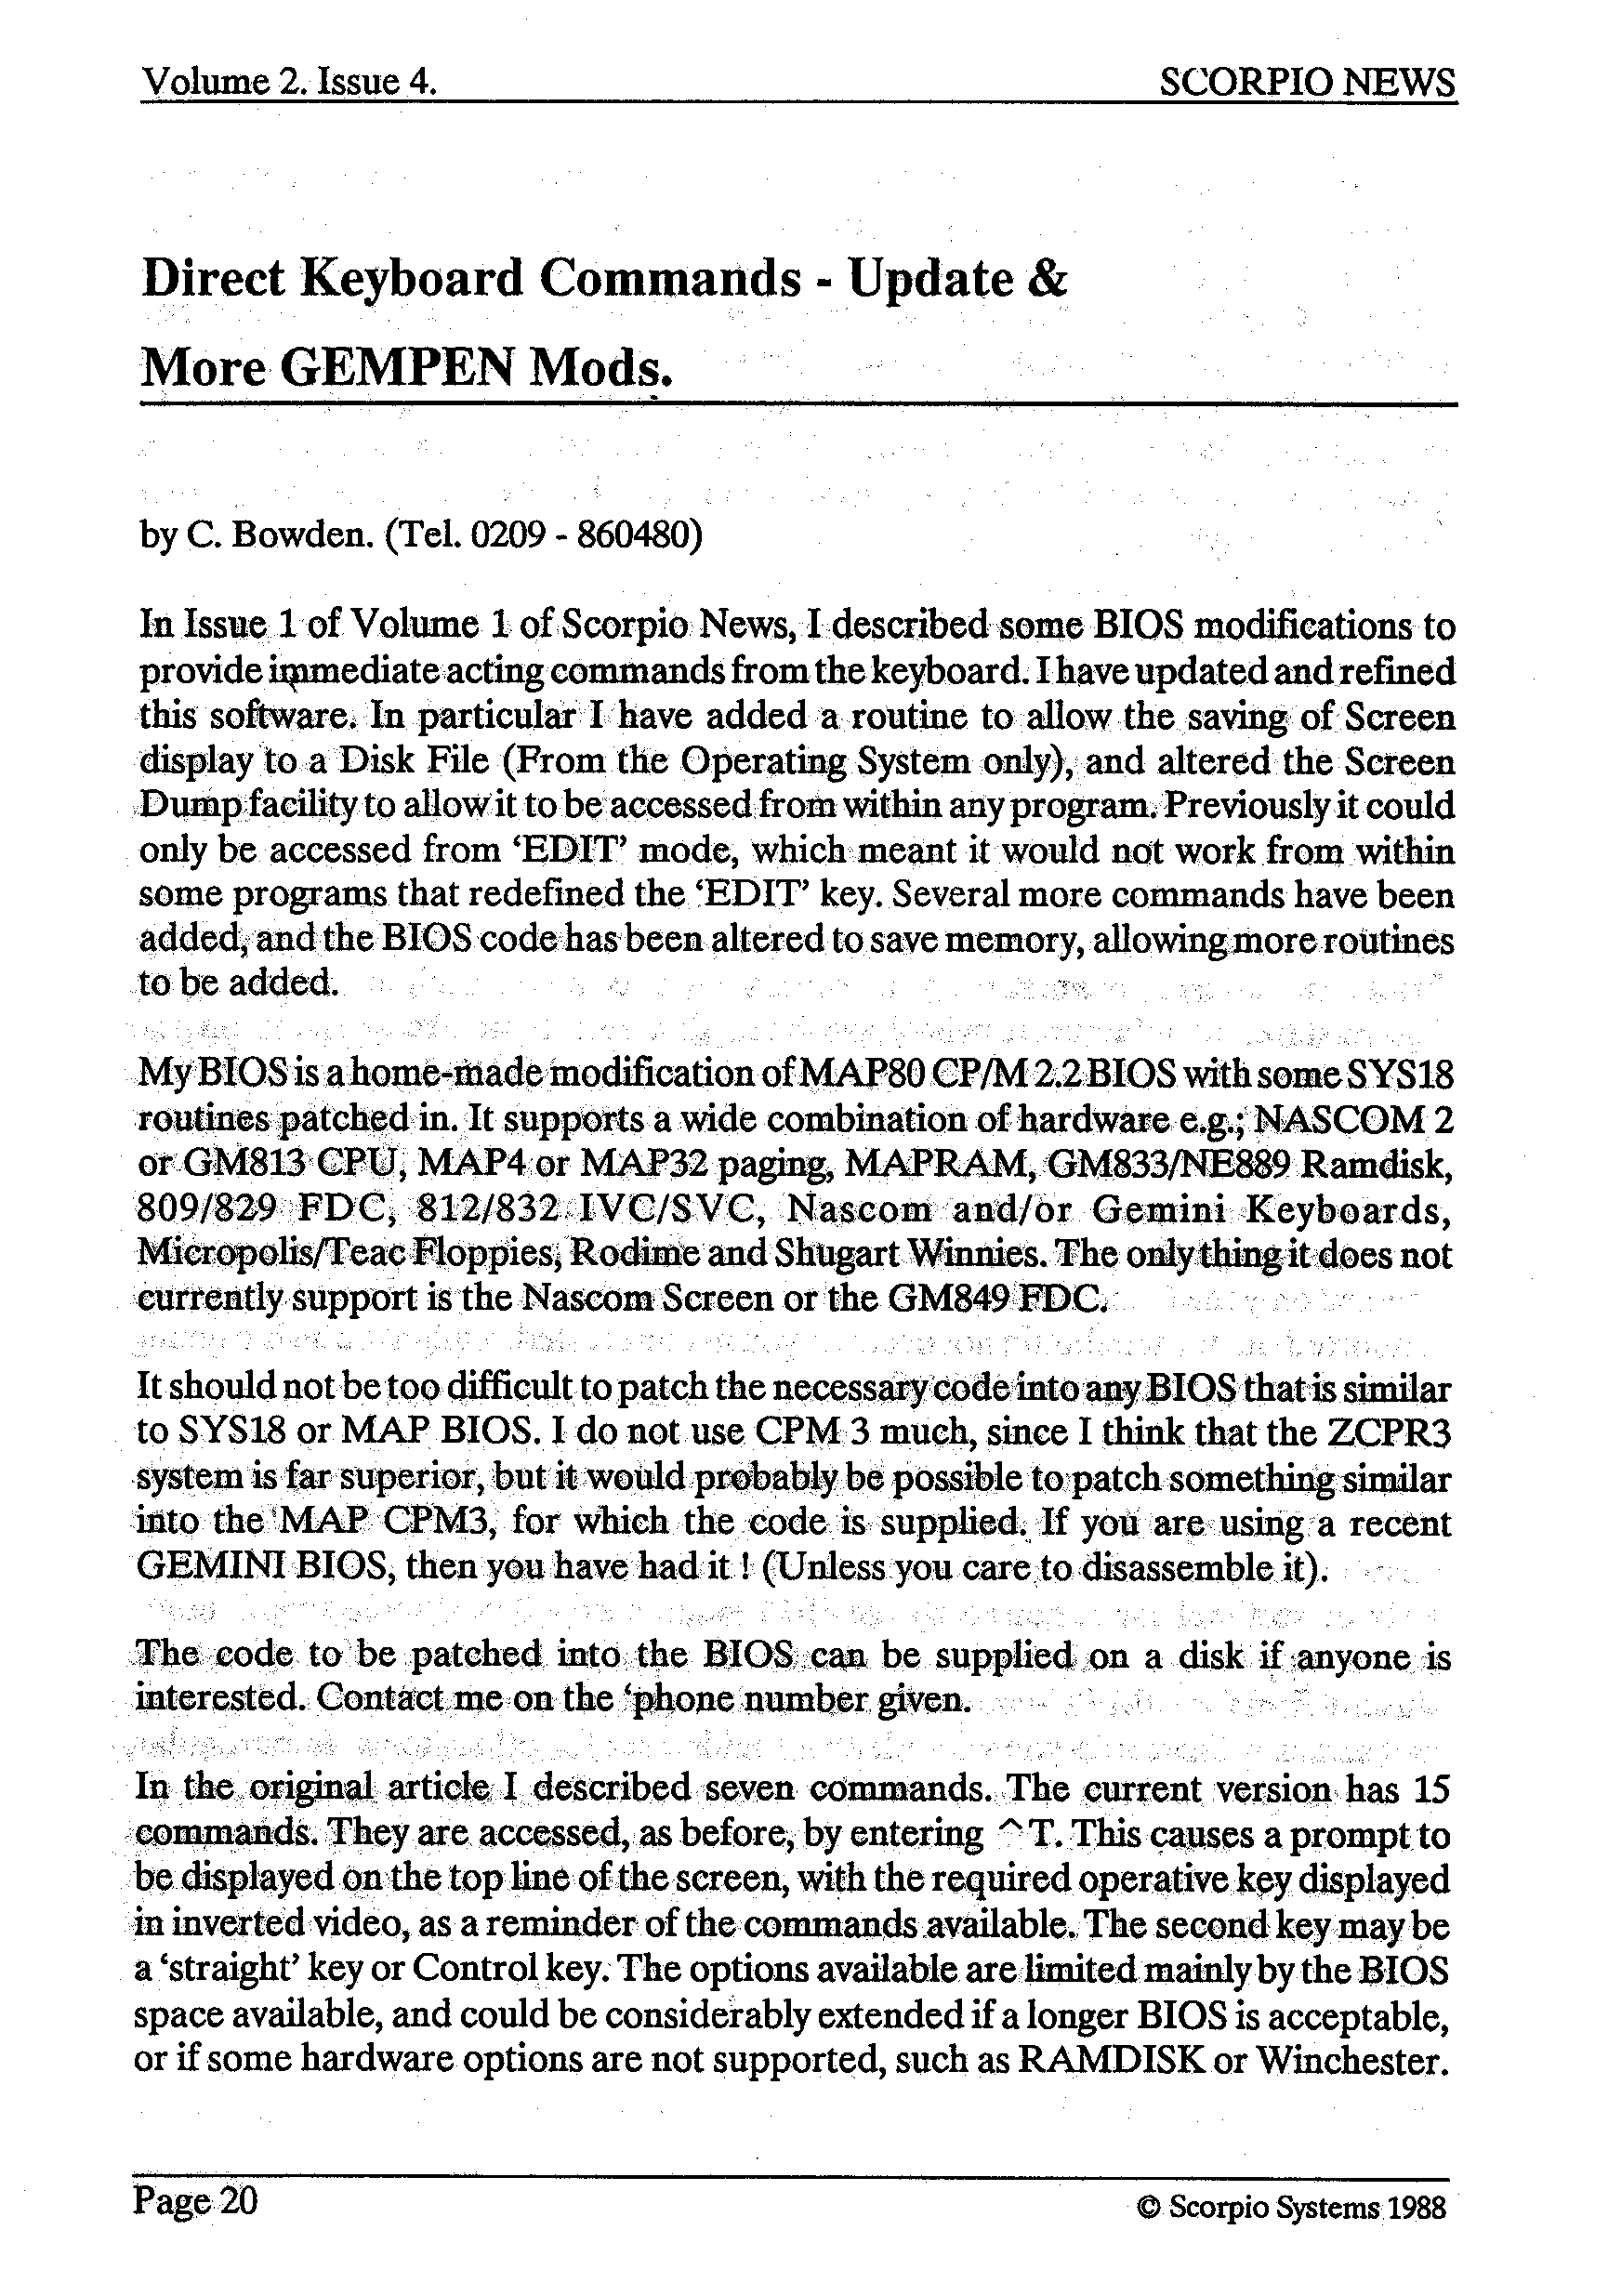 Volume 2. Issue 4. SCORPIO NEWS
Direct Keyboard Commands - Update &
More GEMPEN Mods.
by C. Bowden. (Tel. 0209 - 860480)
In Issue 1 of Volume 1 of Scorpio News, I described some BIOS modifications to
provide immediate acting commands from the keyboard. I have updated and refined
this software. In particular I have added a routine to allow the saving of Screen
display to a Disk File (From the Operating System only), and altered the Screen
Dump facility to allow it to be accessed from within any program. Previously it could
only be accessed from ‘EDIT’ mode, which meant it would not work from within
some programs that redefined the ‘EDIT’ key. Several more commands have been
added, and the BIOS code has been altered to save memory, allowing more routines
to be added.
My BIOS is a home-made modification of MAP80 CP/M 2.2 BIOS with some SYS18
routines patched in. It supports a wide combination of hardware e.g.; NASCOM 2
or GM813 CPU, MAP4 or MAP32 paging, MAPRAM, GM833/NE889 Ramdisk,
809/829 FDC, 812/832 IVC/SVC, Nascom and/or Gemini Keyboards,
Micropolis/Teac Floppies, Rodime and Shugart Winnies. The only thing it does not
currently support is the Nascom Screen or the GM849 FDC.
It should not be too difficult to patch the necessary code into any BIOS that is similar
to SYS18 or MAP BIOS. I do not use CPM 3 much, since I think that the ZCPR3
system is far superior, but it would probably be possible to patch something similar
into the MAP CPM3, for which the code is supplied. If you are using a recent
GEMINI BIOS, then you have had it ! (Unless you care to disassemble it).
The code to be patched into the BIOS can be supplied on a disk if anyone is
interested. Contact me on the ‘phone number given.
In the original article I described seven commands. The current version has 15
commands. They are accessed, as before, by entering ^T. This causes a prompt to
be displayed on the top line of the screen, with the required operative key displayed
in inverted video, as a reminder of the commands available. The second key may be
a ‘straight’ key or Control key. The options available are limited mainly by the BIOS
space available, and could be considerably extended if a longer BIOS is acceptable,
or if some hardware options are not supported, such as RAMDISK or Winchester.
Page 20 © Scorpio Systems 1988